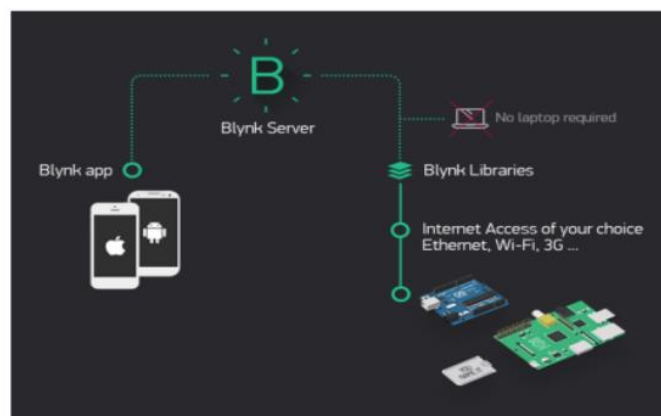 B
Blynk Server
No laptop required
Blynk app
Blynk Libraries
Internet Access of your choice
Ethernet, Wi-Fi, 3G ...